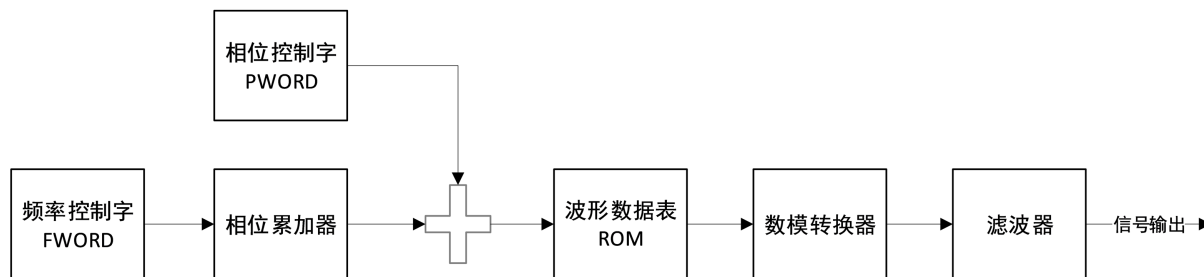 相位控制字
PWORD
频率控制字
FWORD
相位累加器
波形数据表
ROM
数模转换器
滤波器
信号输出